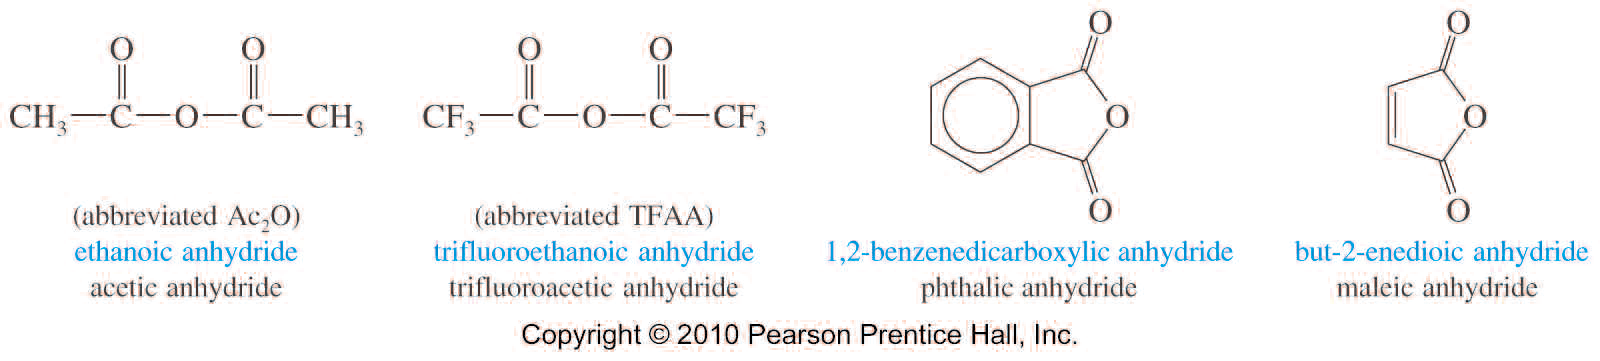 O O O O O O
CH₃—C—O—C—CH₃ CF₃—C—O—C—CF₃ O O
O O
(abbreviated Ac₂O) (abbreviated TFAA)
ethanoic anhydride trifluoroethanoic anhydride 1,2-benzenedicarboxylic anhydride but-2-enedioic anhydride
acetic anhydride trifluoroacetic anhydride phthalic anhydride maleic anhydride
Copyright © 2010 Pearson Prentice Hall, Inc.